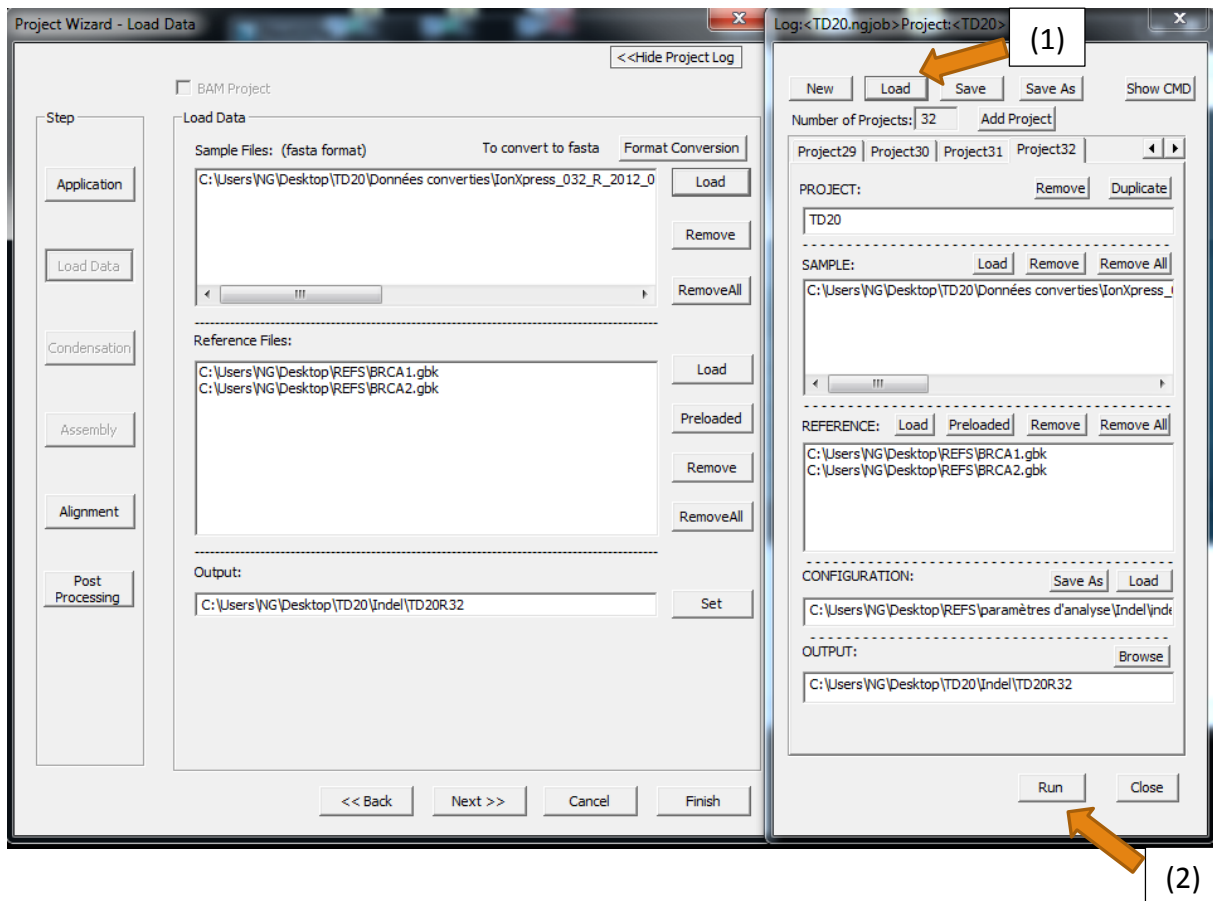 Project Wizard - Load Data
<<Hide Project Log
BAM Project
Step
Application
Load Data
Condensation
Assembly
Alignment
Post
Processing
Load Data
Sample Files: (fasta format)
To convert to fasta
Format Conversion
C:\Users\NG\Desktop\TD20\Données converties\IonXpress_032_R_2012_0
Load
Remove
RemoveAll
Reference Files:
C:\Users\NG\Desktop\REFS\BRCA1.gbk
C:\Users\NG\Desktop\REFS\BRCA2.gbk
Load
Preloaded
Remove
RemoveAll
Output:
C:\Users\NG\Desktop\TD20\Indel\TD20R32
Set
<< Back
Next >>
Cancel
Finish
Log:<TD20.ngjob>Project:<TD20>
(1)
New
Load
Save
Save As
Show CMD
Number of Projects: 32
Add Project
Project29
Project30
Project31
Project32
PROJECT:
Remove
Duplicate
TD20
SAMPLE:
Load
Remove
Remove All
C:\Users\NG\Desktop\TD20\Données converties\IonXpress_
REFERENCE:
Load
Preloaded
Remove
Remove All
C:\Users\NG\Desktop\REFS\BRCA1.gbk
C:\Users\NG\Desktop\REFS\BRCA2.gbk
CONFIGURATION:
Save As
Load
C:\Users\NG\Desktop\REFS\paramètres d'analyse\Indel\inde
OUTPUT:
Browse
C:\Users\NG\Desktop\TD20\Indel\TD20R32
Run
Close
(2)